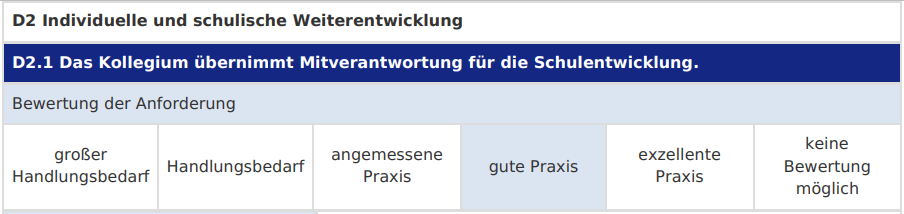 D2 Individuelle und schulische Weiterentwicklung
D2.1 Das Kollegium übernimmt Mitverantwortung für die Schulentwicklung.
Bewertung der Anforderung
großer
Handlungsbedarf
Handlungsbedarf
angemessene
Praxis
gute Praxis
exzellente
Praxis
keine
Bewertung
möglich